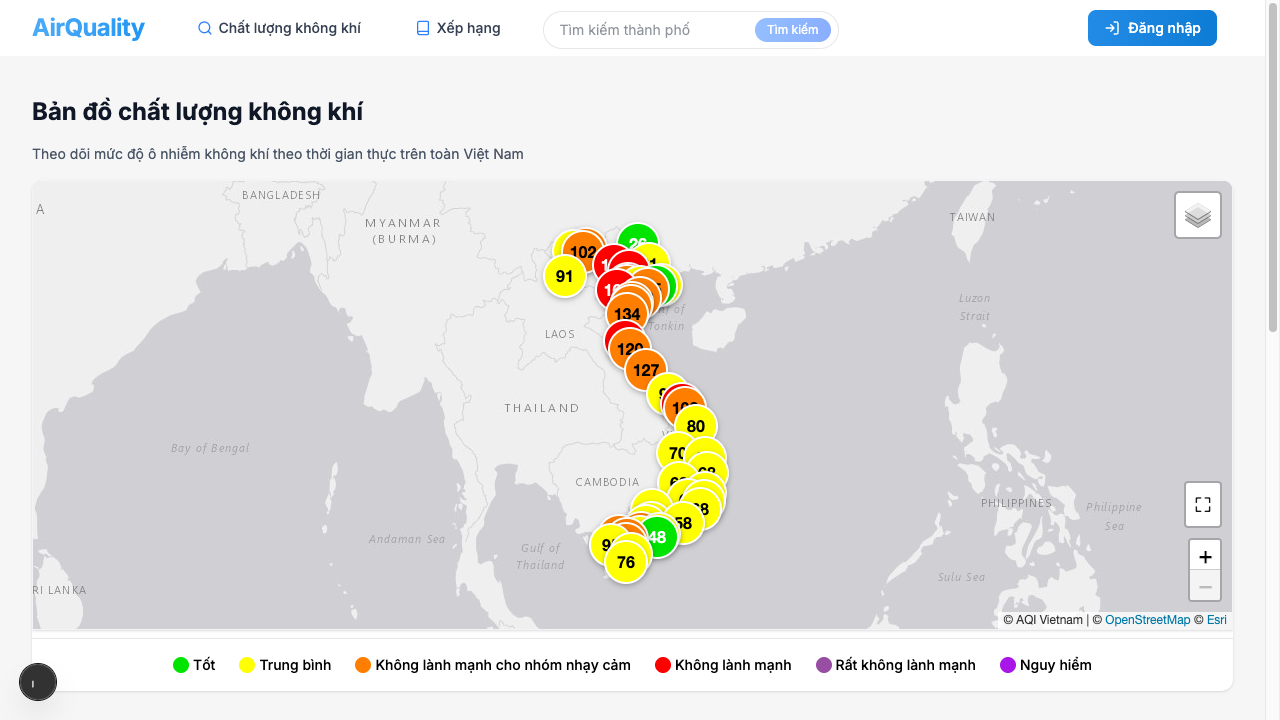 AirQuality
Chất lượng không khí
Xếp hạng
Tìm kiếm thành phố
Tìm kiếm
Đăng nhập
Bản đồ chất lượng không khí
Theo dõi mức độ ô nhiễm không khí theo thời gian thực trên toàn Việt Nam
A
BANGLADESH
MYANMAR
(BURMA)
TAIWAN
102
91
Luzon
Strait
Tonkin
134
LAOS
120
127
THAILAND
80
Bay of Bengal
70
CAMBODIA
PHILIPPINES
Philippine
Sea
58
Andaman Sea
48
Gulf of
Thailand
76
Sulu Sea
RI LANKA
+
−
© AQI Vietnam | © OpenStreetMap © Esri
Tốt
Trung bình
Không lành mạnh cho nhóm nhạy cảm
Không lành mạnh
Rất không lành mạnh
Nguy hiểm